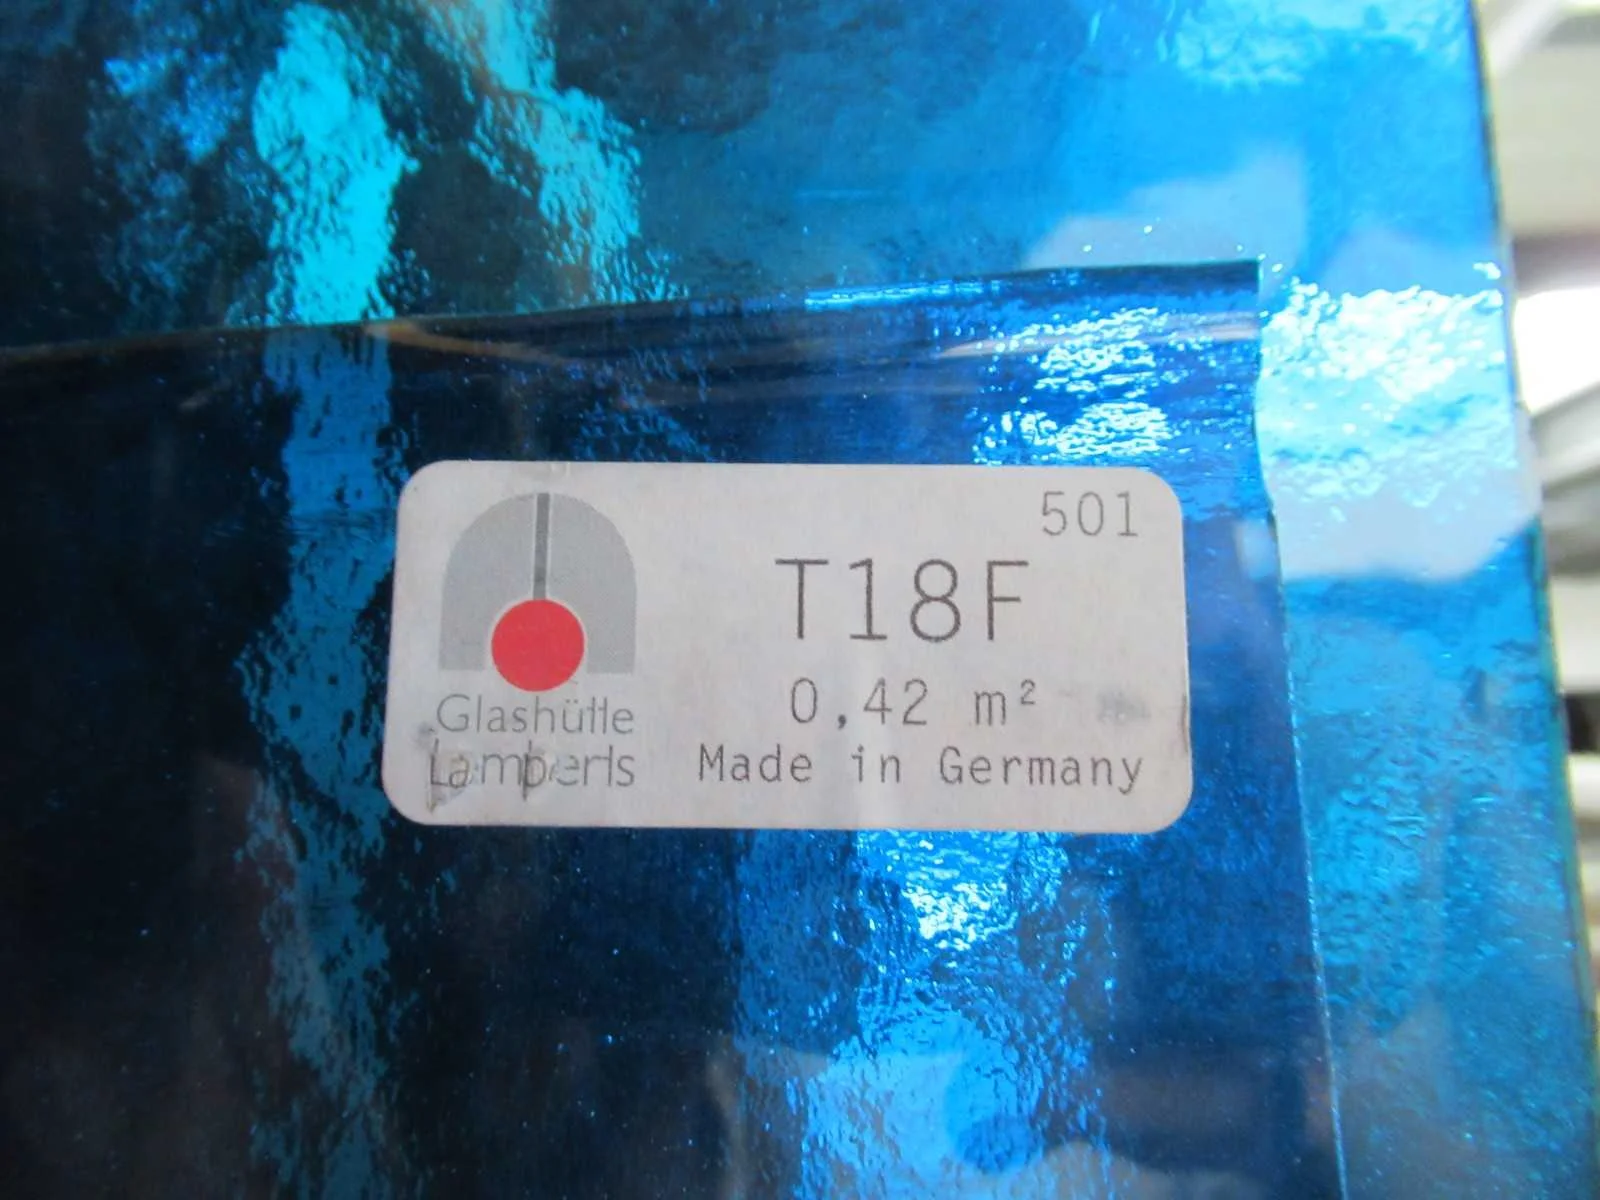 501
T18F
0,42 m²
Made in Germany
Glashütte
Lamberts